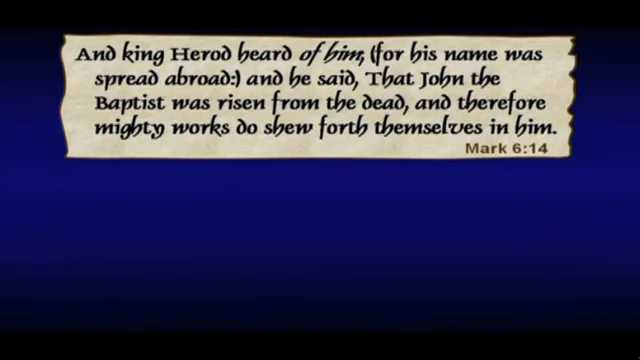 And king Herod heard of him; (for his name was
spread abroad:) and he said, That John the
Baptist was risen from the dead, and therefore
mighty works do shew forth themselves in him.
Mark 6:14